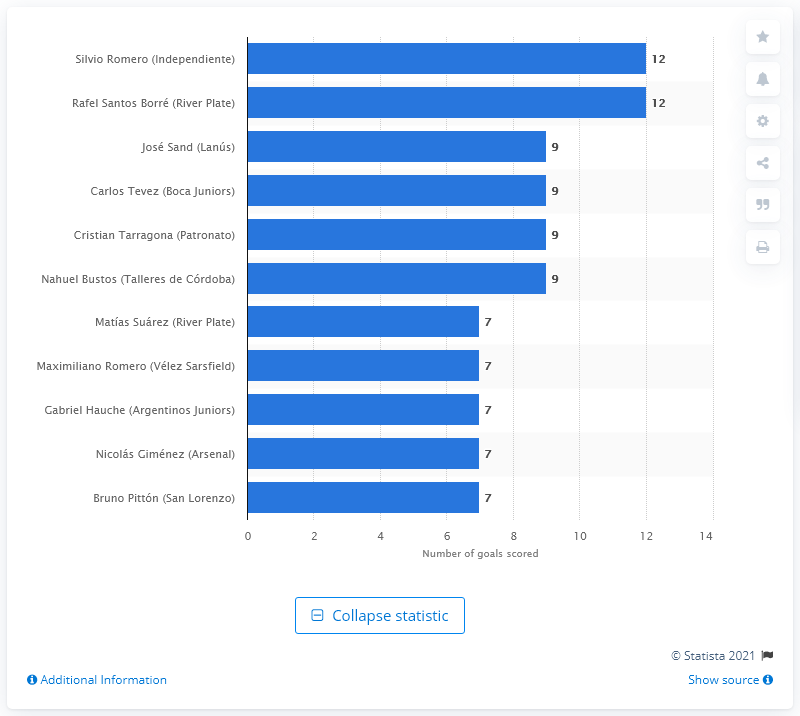 Silvio Romero (Independiente) 12
Rafel Santos Borré (River Plate) 12
José Sand (Lanús) 9
Carlos Tevez (Boca Juniors) 9
Cristian Tarragona (Patronato) 9
Nahuel Bustos (Talleres de Córdoba) 9
Matías Suárez (River Plate) 7
Maximiliano Romero (Vélez Sarsfield) 7
Gabriel Hauche (Argentinos Juniors) 7
Nicolás Giménez (Arsenal) 7
Bruno Pittón (San Lorenzo) 7
0 2 4 6 8 10 12 14
Number of goals scored
Collapse statistic
© Statista 2021
Additional Information Show source